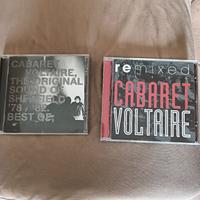 CABARET
VOLTAIRE,
THE ORIGINAL
SOUND OF
SHEFFIELD
'78 / '82.
BEST OF.
remixed
CABARET
VOLTAIRE